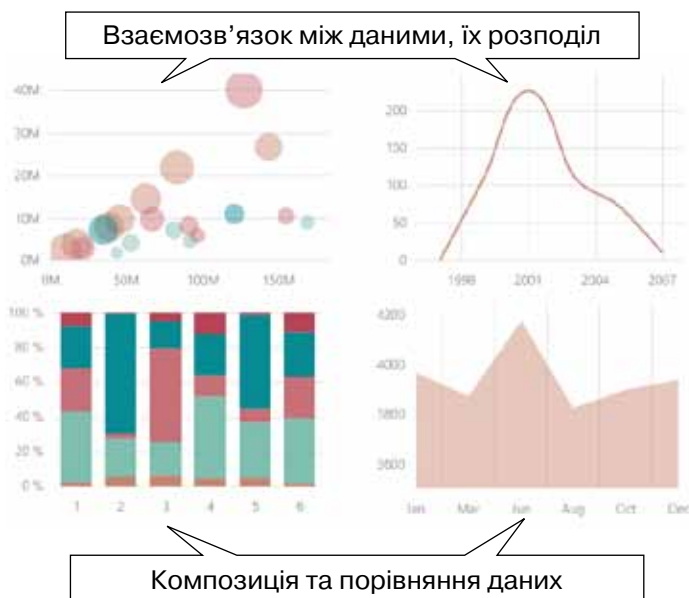 Взаємозв’язок між даними, їх розподіл
40M
30M
20M
10M
0M
0M 50M 100M 150M
200
150
100
50
0
1998 2001 2004 2007
100 %
80 %
60 %
40 %
20 %
0 %
1 2 3 4 5 6
4200
4000
3800
3600
Jan Mar Jun Aug Oct Dec
Композиція та порівняння даних